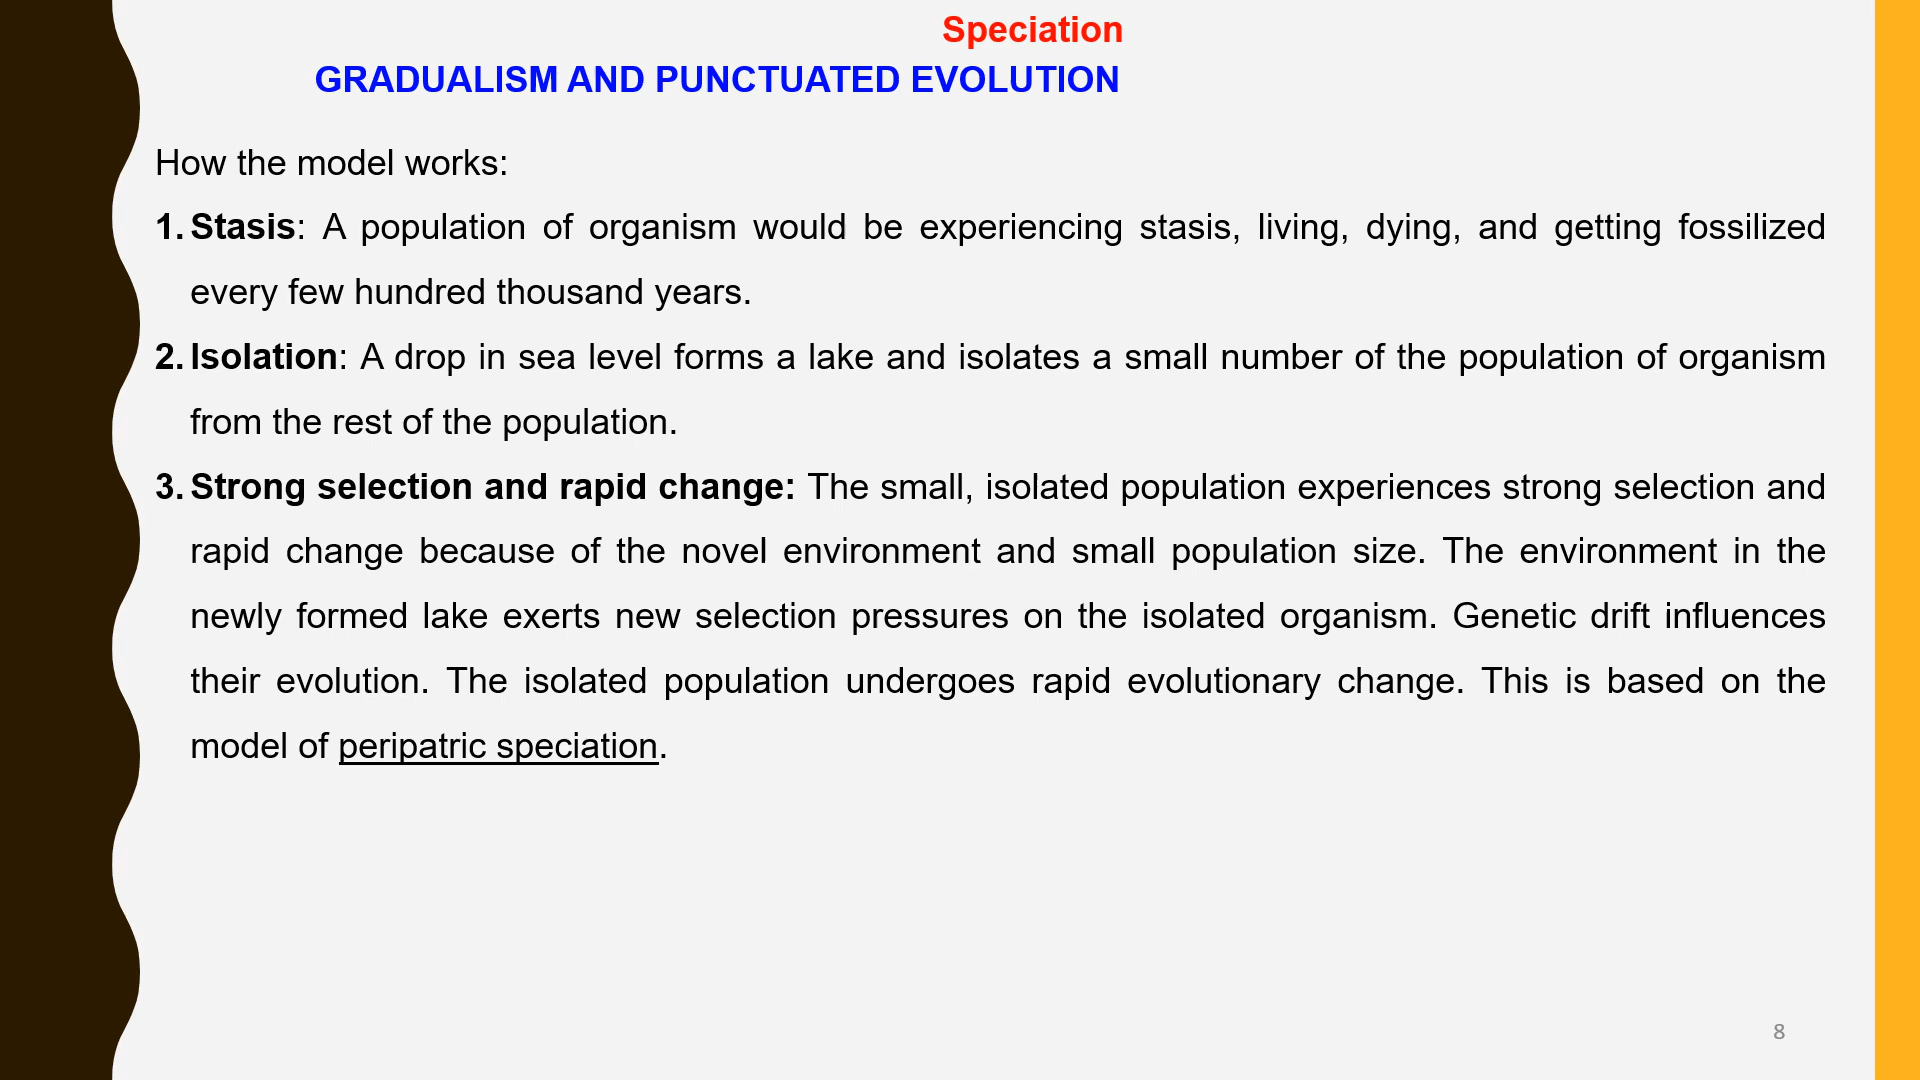 Speciation
GRADUALISM AND PUNCTUATED EVOLUTION
How the model works:
1. Stasis: A population of organism would be experiencing stasis, living, dying, and getting fossilized
every few hundred thousand years.
2. Isolation: A drop in sea level forms a lake and isolates a small number of the population of organism
from the rest of the population.
3. Strong selection and rapid change: The small, isolated population experiences strong selection and
rapid change because of the novel environment and small population size. The environment in the
newly formed lake exerts new selection pressures on the isolated organism. Genetic drift influences
their evolution. The isolated population undergoes rapid evolutionary change. This is based on the
model of peripatric speciation.
8